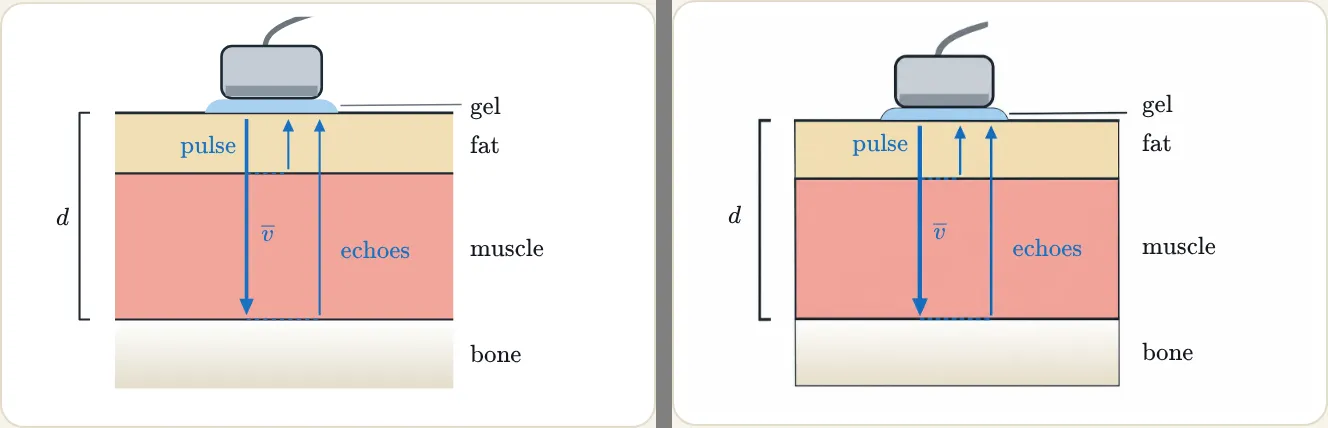 gel
pulse
fat
d
v̅
echoes
muscle
bone
gel
pulse
fat
d
v̅
echoes
muscle
bone